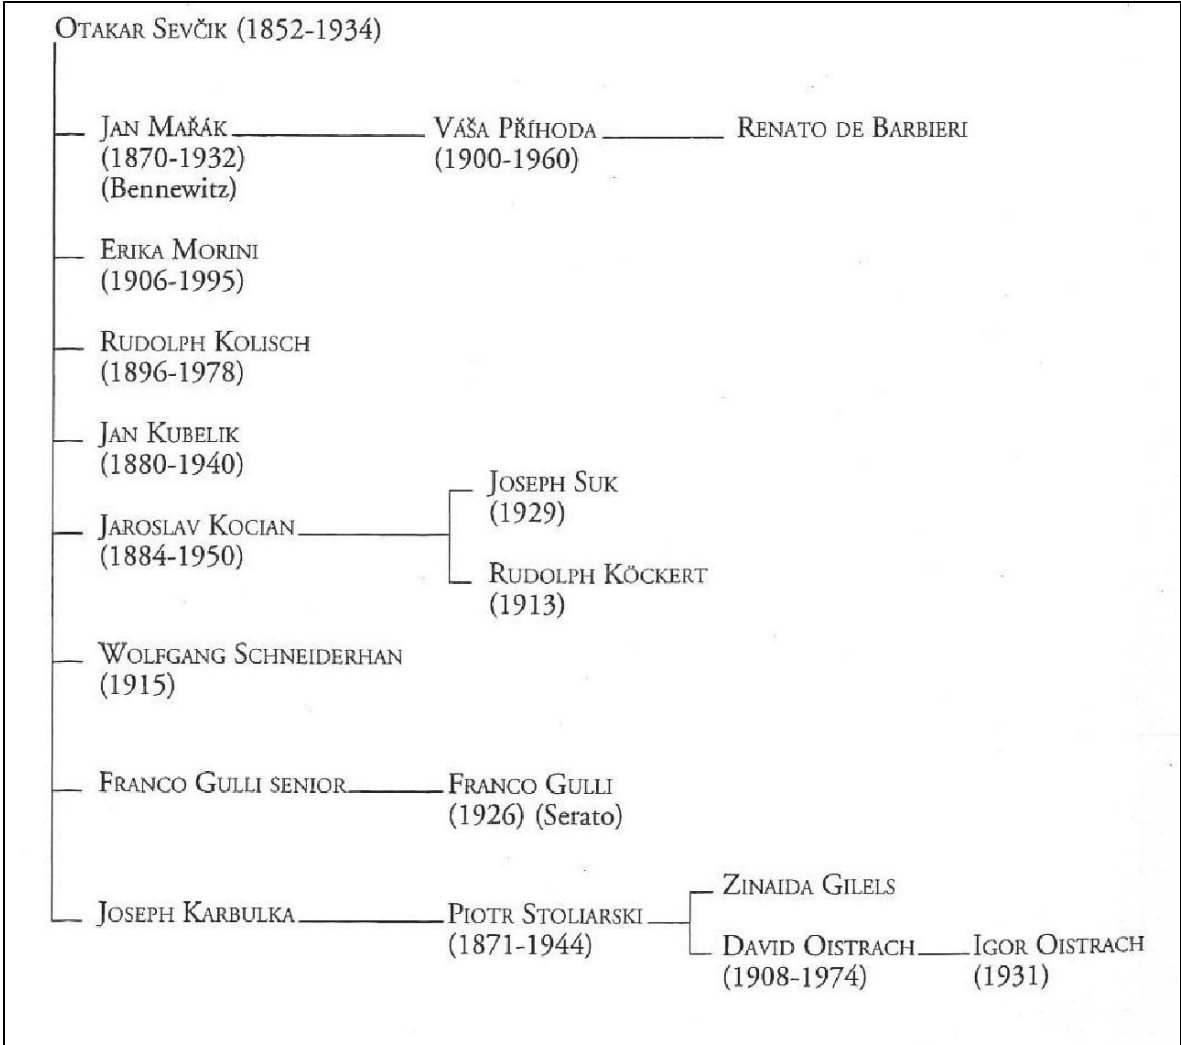 OTAKAR SEVČIK (1852-1934)
JAN MAŘÁK
(1870-1932)
(Bennewitz)
VÁŠA PŘÍHODA
(1900-1960)
RENATO DE BARBIERI
ERIKA MORINI
(1906-1995)
RUDOLPH KOLISCH
(1896-1978)
JAN KUBELIK
(1880-1940)
JAROSLAV KOCIAN
(1884-1950)
JOSEPH SUK
(1929)
RUDOLPH KÖCKERT
(1913)
WOLFGANG SCHNEIDERHAN
(1915)
FRANCO GULLI SENIOR
FRANCO GULLI
(1926) (Serato)
JOSEPH KARBULKA
PIOTR STOLIARSKI
(1871-1944)
ZINAIDA GILELS
DAVID OISTRACH
(1908-1974)
IGOR OISTRACH
(1931)